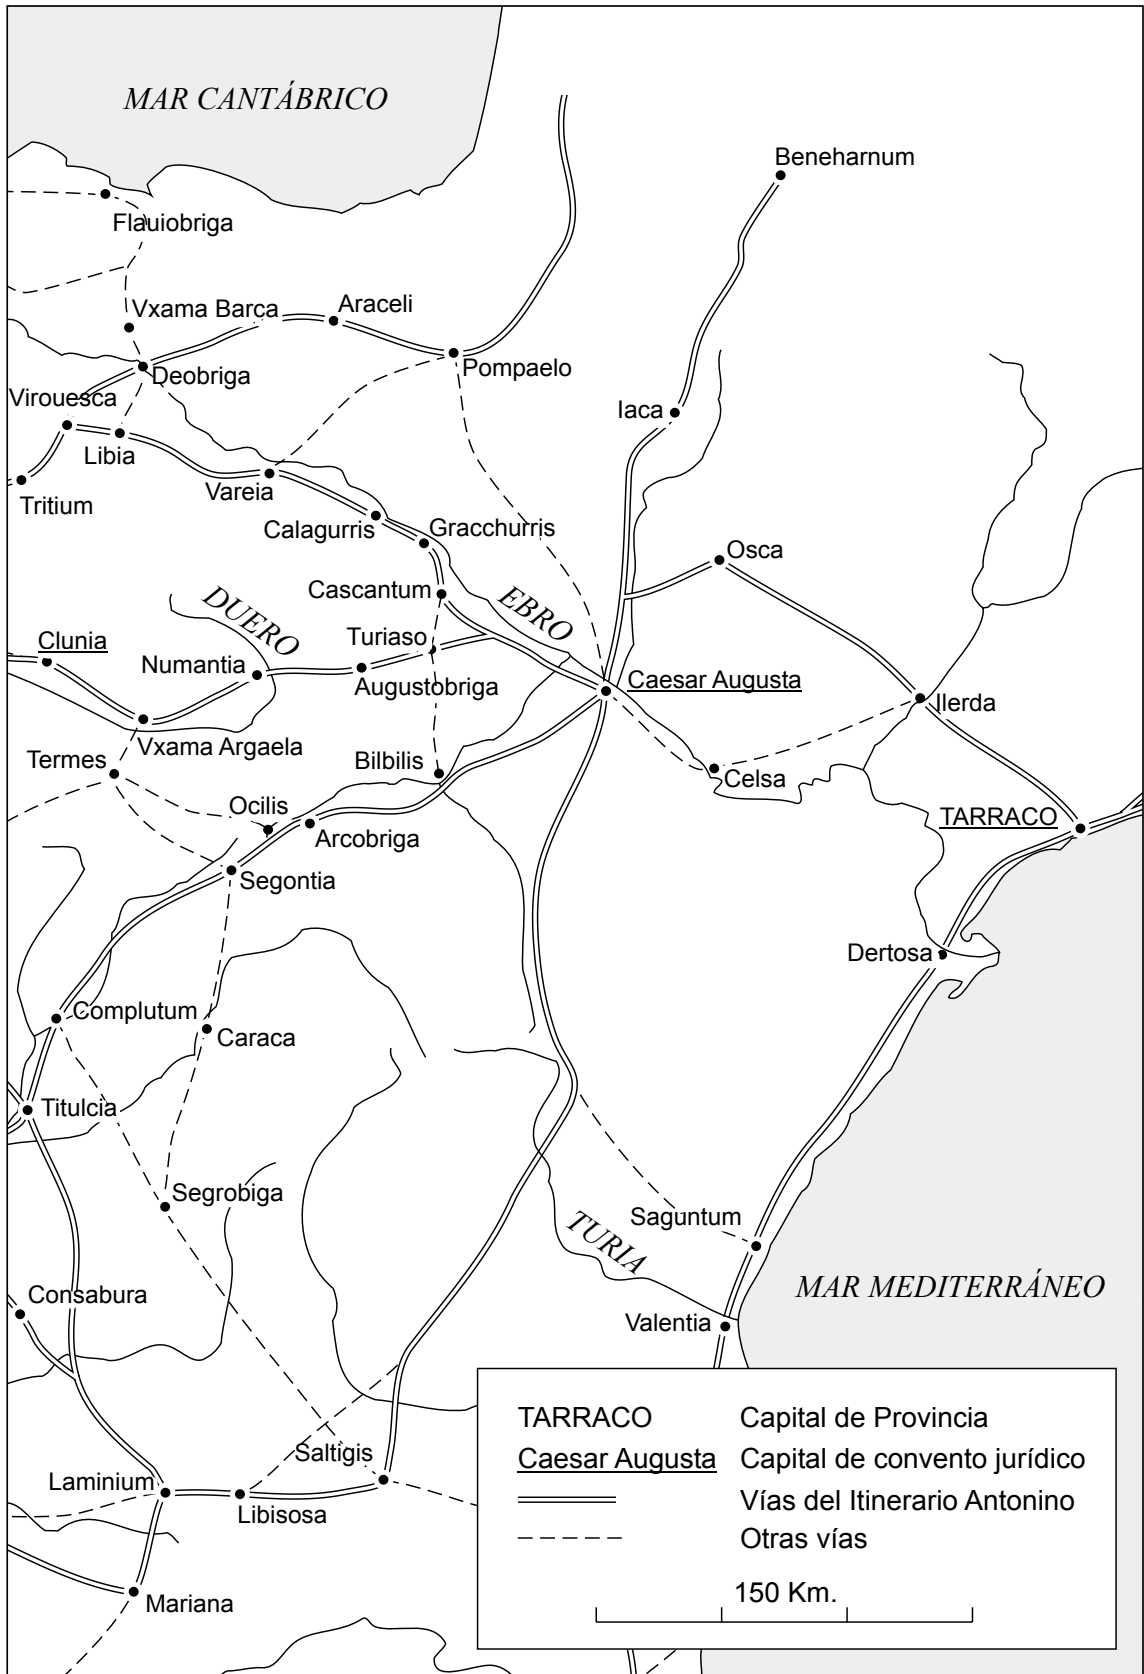 MAR CANTÁBRICO
Beneharnum
Flauiobriga
Vxama Barca
Araceli
Pompaelo
Deobriga
Virouesca
Iaca
Libia
Vareia
Tritium
Calagurris
Gracchurris
Osca
Cascantum
EBRO
DUERO
Turiaso
Clunia
Numantia
Augustobriga
Caesar Augusta
Ilerda
Vxama Argaela
Termes
Bilbilis
Celsa
Ocilis
TARRACO
Arcobriga
Segontia
Dertosa
Complutum
Caraca
Titulcia
Segrobiga
Saguntum
TURIA
MAR MEDITERRÁNEO
Consabura
Valentia
Saltigis
Laminium
Libisosa
Mariana
TARRACO Capital de Provincia
Caesar Augusta Capital de convento jurídico
Vías del Itinerario Antonino
Otras vías
150 Km.